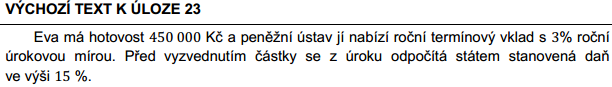 VÝCHOZÍ TEXT K ÚLOZE 23
Eva má hotovost 450 000 Kč a peněžní ústav jí nabízí roční termínový vklad s 3% roční
úrokovou mírou. Před vyzvednutím částky se z úroku odpočítá státem stanovená daň
ve výši 15 %.